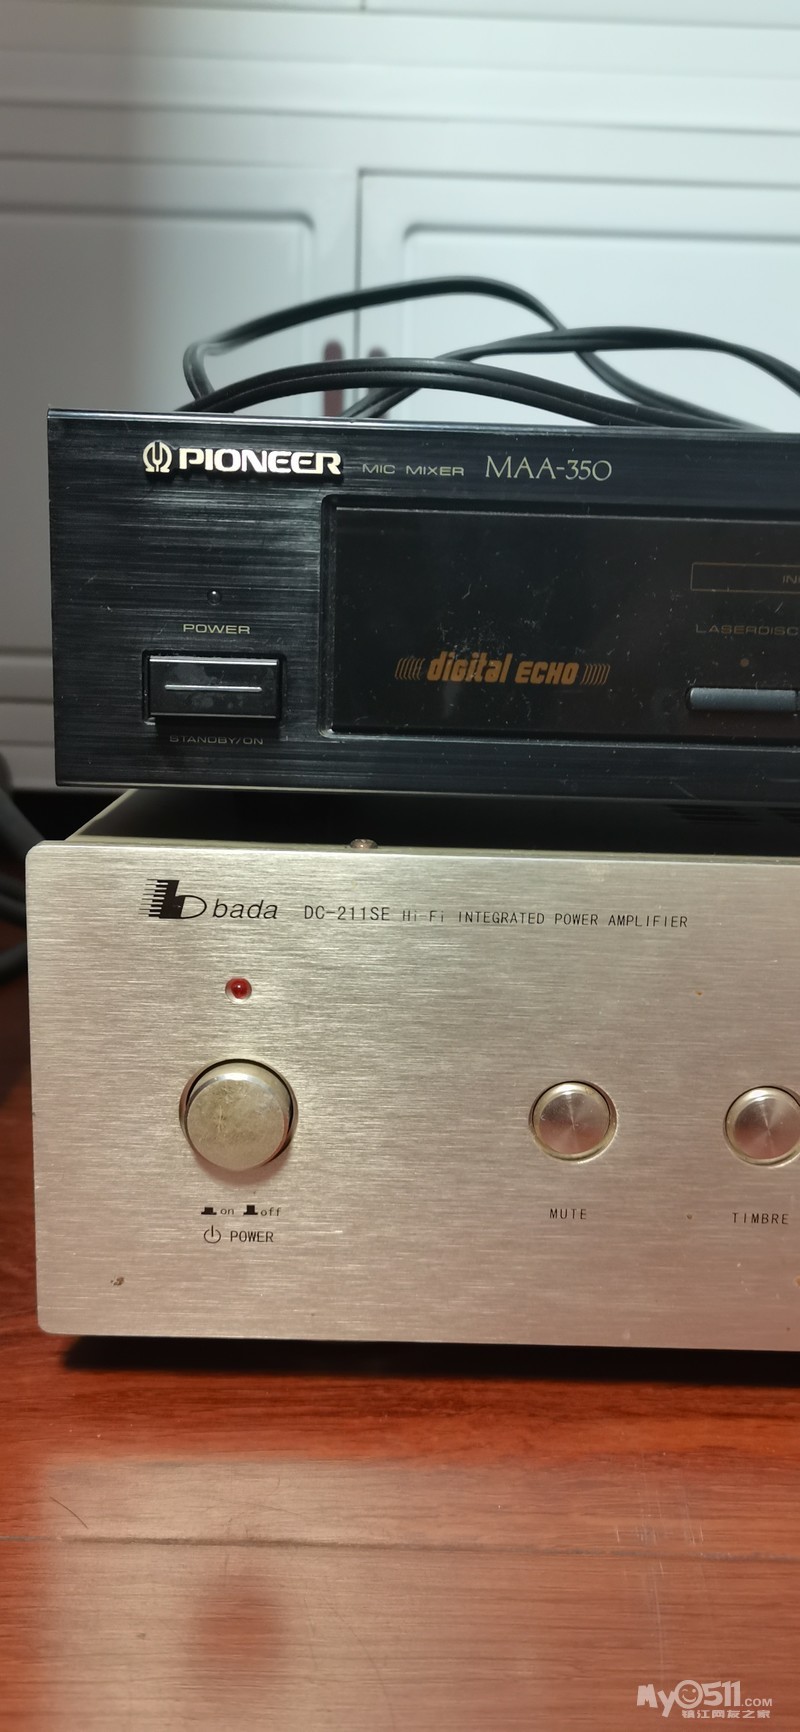 PIONEER MIC MIXER MAA-350
POWER
LASERDISC
digital ECHO
STANDBY/ON
bada DC-211SE Hi-Fi INTEGRATED POWER AMPLIFIER
on off
POWER
MUTE
TIMBRE
My0511.COM
镇江网友之家